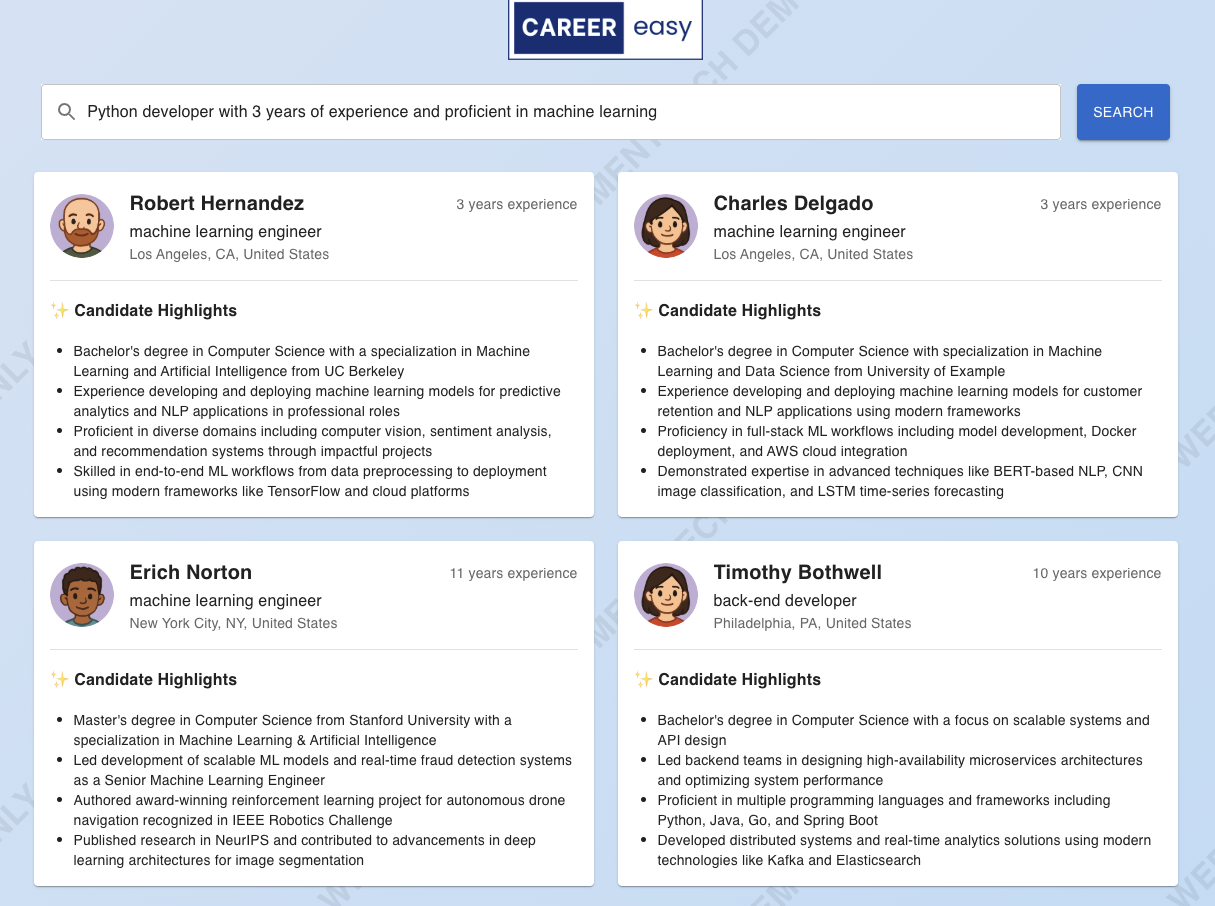 CAREER easy
Python developer with 3 years of experience and proficient in machine learning
SEARCH
Robert Hernandez
3 years experience
machine learning engineer
Los Angeles, CA, United States
✨ Candidate Highlights
• Bachelor's degree in Computer Science with a specialization in Machine
Learning and Artificial Intelligence from UC Berkeley
• Experience developing and deploying machine learning models for predictive
analytics and NLP applications in professional roles
• Proficient in diverse domains including computer vision, sentiment analysis,
and recommendation systems through impactful projects
• Skilled in end-to-end ML workflows from data preprocessing to deployment
using modern frameworks like TensorFlow and cloud platforms
Charles Delgado
3 years experience
machine learning engineer
Los Angeles, CA, United States
✨ Candidate Highlights
• Bachelor's degree in Computer Science with specialization in Machine
Learning and Data Science from University of Example
• Experience developing and deploying machine learning models for customer
retention and NLP applications using modern frameworks
• Proficiency in full-stack ML workflows including model development, Docker
deployment, and AWS cloud integration
• Demonstrated expertise in advanced techniques like BERT-based NLP, CNN
image classification, and LSTM time-series forecasting
Erich Norton
11 years experience
machine learning engineer
New York City, NY, United States
✨ Candidate Highlights
• Master's degree in Computer Science from Stanford University with a
specialization in Machine Learning & Artificial Intelligence
• Led development of scalable ML models and real-time fraud detection systems
as a Senior Machine Learning Engineer
• Authored award-winning reinforcement learning project for autonomous drone
navigation recognized in IEEE Robotics Challenge
• Published research in NeurIPS and contributed to advancements in deep
learning architectures for image segmentation
Timothy Bothwell
10 years experience
back-end developer
Philadelphia, PA, United States
✨ Candidate Highlights
• Bachelor's degree in Computer Science with a focus on scalable systems and
API design
• Led backend teams in designing high-availability microservices architectures
and optimizing system performance
• Proficient in multiple programming languages and frameworks including
Python, Java, Go, and Spring Boot
• Developed distributed systems and real-time analytics solutions using modern
technologies like Kafka and Elasticsearch